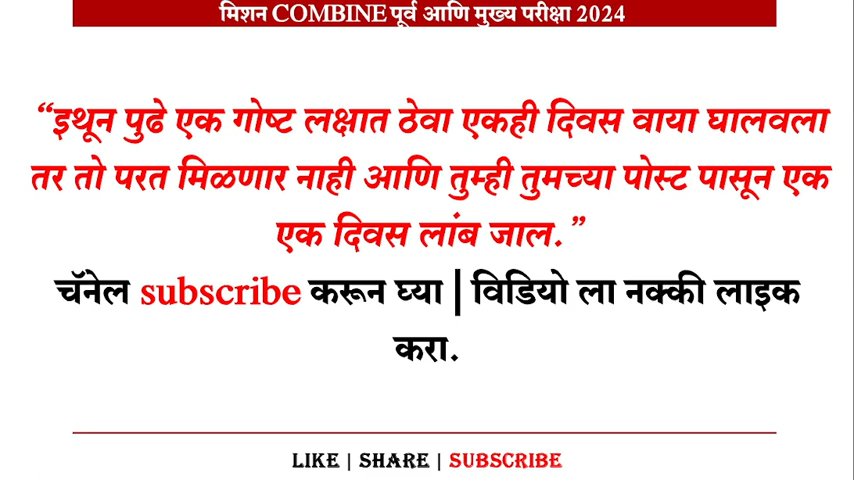 मिशन COMBINE पूर्व आणि मुख्य परीक्षा 2024
“इथून पुढे एक गोष्ट लक्षात ठेवा एकही दिवस वाया घालवला
तर तो परत मिळणार नाही आणि तुम्ही तुमच्या पोस्ट पासून एक
एक दिवस लांब जाल.”
चॅनेल subscribe करून घ्या | विडियो ला नक्की लाइक
करा.
LIKE | SHARE | SUBSCRIBE